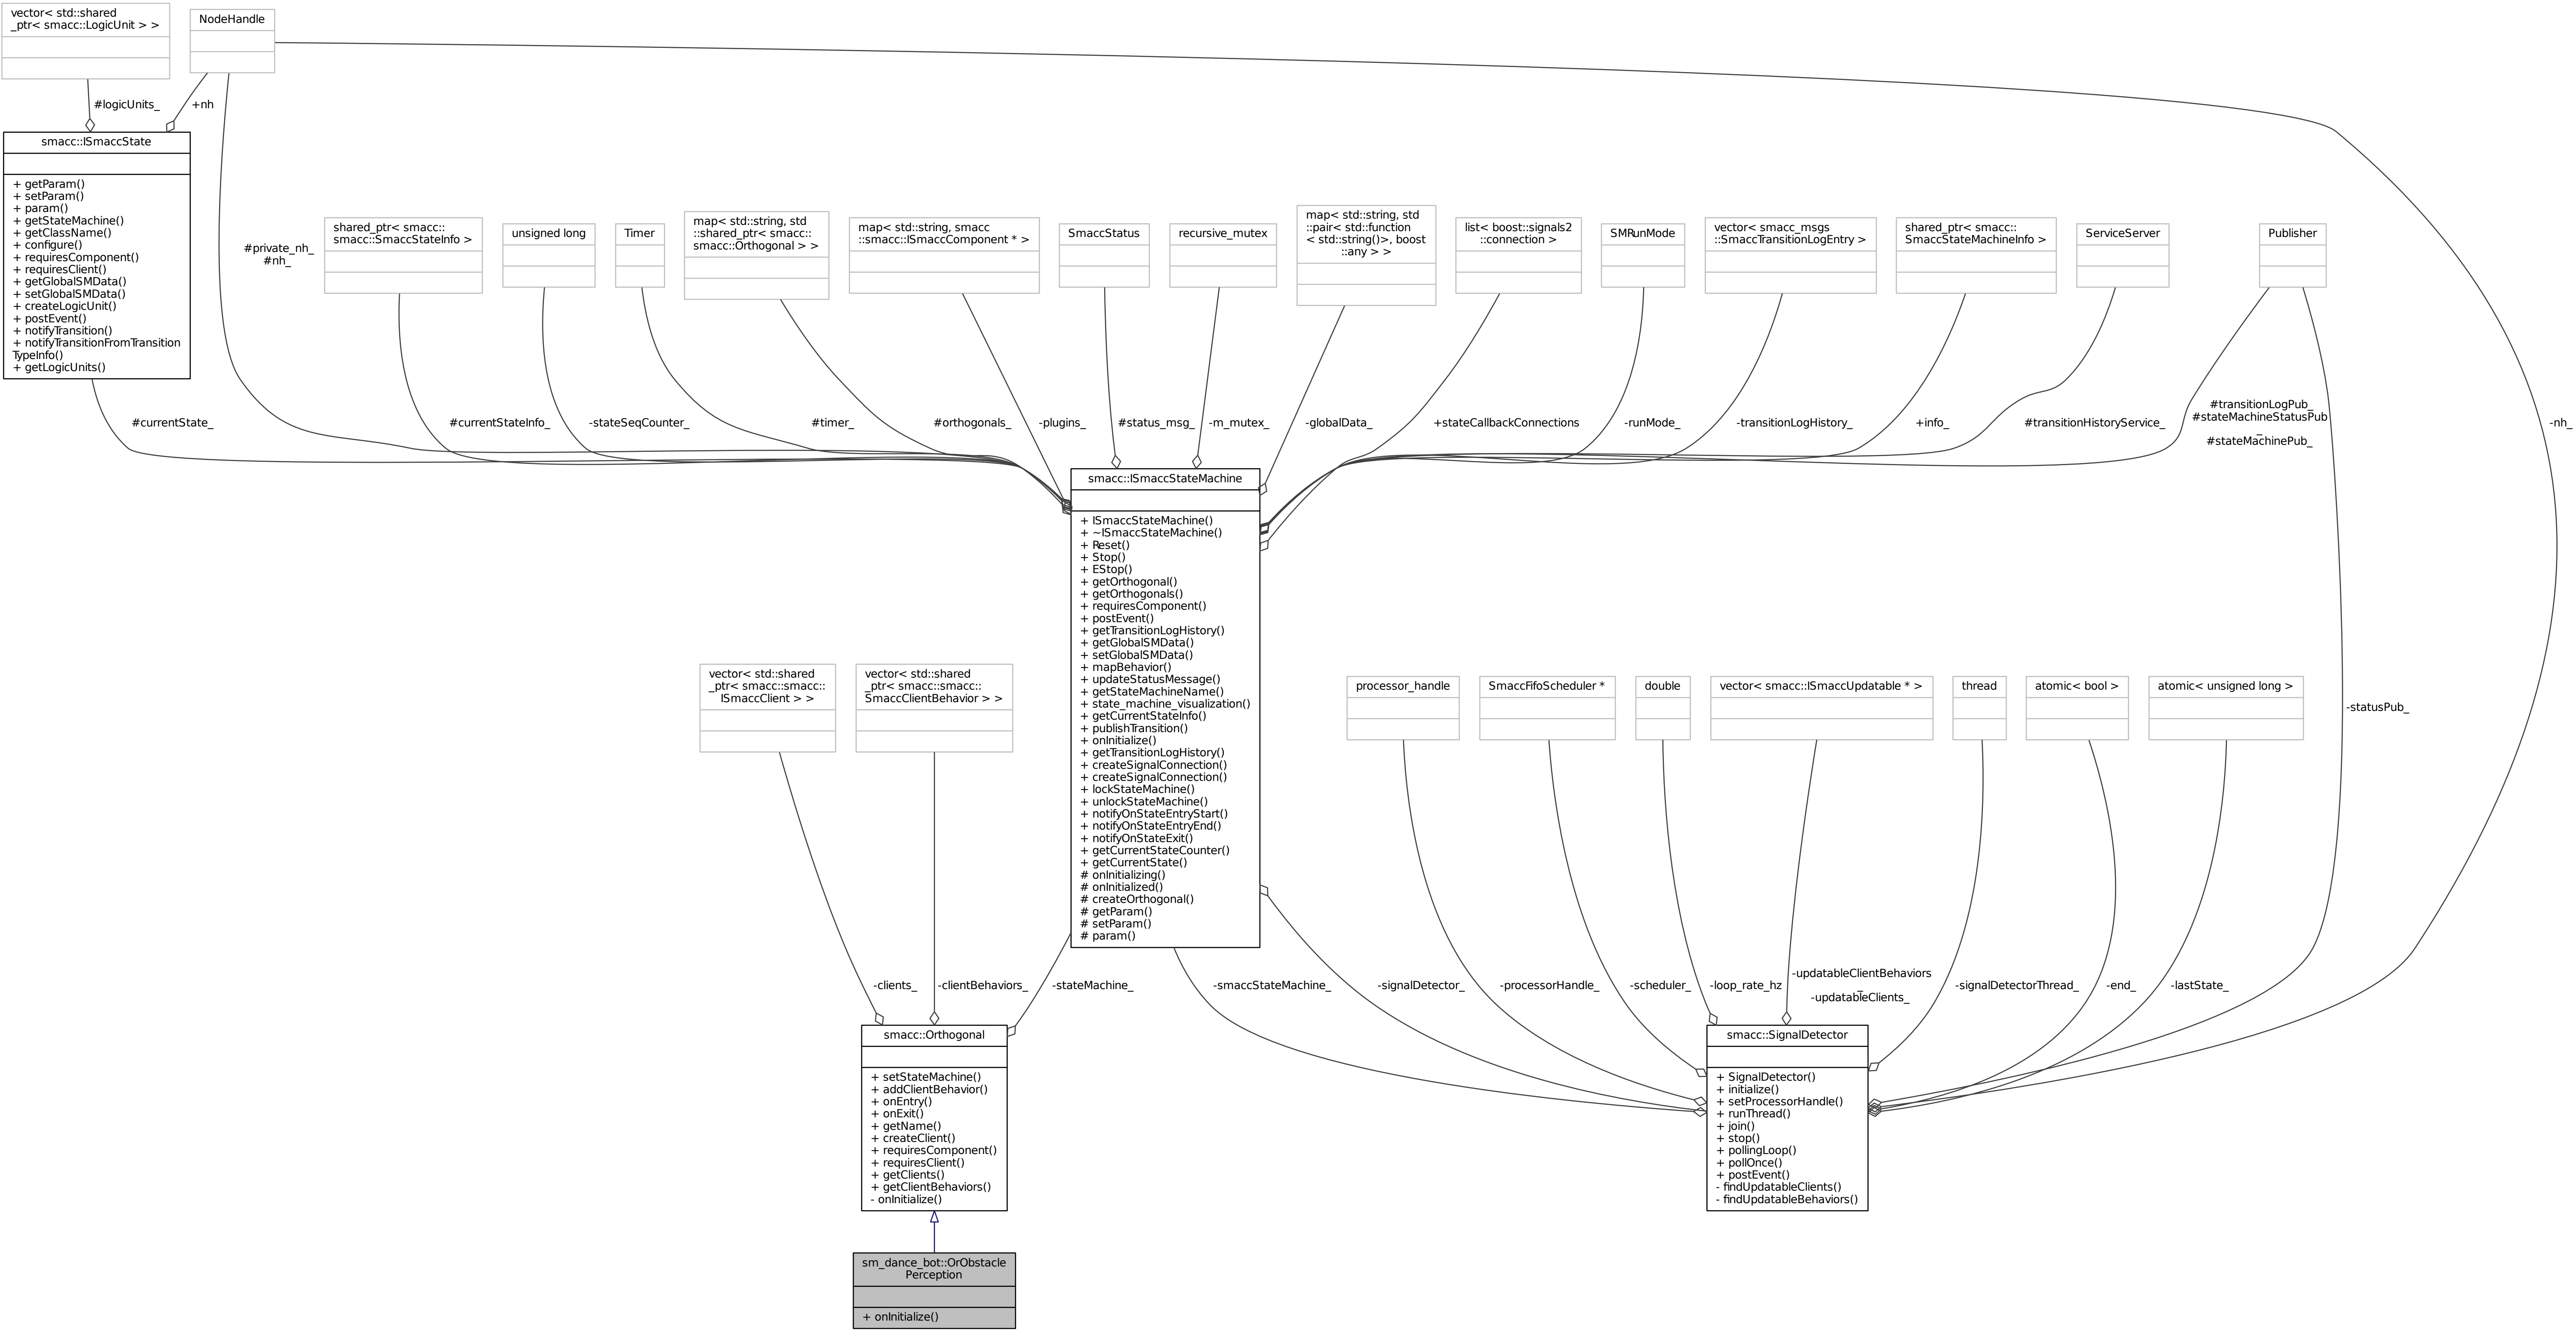 vector< std::shared
_ptr< smacc::LogicUnit > >
NodeHandle
#logicUnits_
+nh
smacc::ISmaccState
+ getParam()
+ setParam()
+ param()
+ getStateMachine()
+ getClassName()
+ configure()
+ requiresComponent()
+ requiresClient()
+ getGlobalSMData()
+ setGlobalSMData()
+ createLogicUnit()
+ postEvent()
+ notifyTransition()
+ notifyTransitionFromTransition
TypeInfo()
+ getLogicUnits()
#private_nh_
#nh_
shared_ptr< smacc::
smacc::SmaccStateInfo >
unsigned long
Timer
map< std::string, std
::shared_ptr< smacc::
smacc::Orthogonal > >
map< std::string, smacc
::smacc::ISmaccComponent * >
SmaccStatus
recursive_mutex
map< std::string, std
::pair< std::function
< std::string()>, boost
::any > >
list< boost::signals2
::connection >
SMRunMode
vector< smacc_msgs
::SmaccTransitionLogEntry >
shared_ptr< smacc::
SmaccStateMachineInfo >
ServiceServer
Publisher
#currentState_
#currentStateInfo_
-stateSeqCounter_
#timer_
#orthogonals_
-plugins_
#status_msg_
-m_mutex_
-globalData_
+stateCallbackConnections
-runMode_
-transitionLogHistory_
+info_
#transitionHistoryService_
#transitionLogPub_
#stateMachineStatusPub
_
#stateMachinePub_
-nh_
smacc::ISmaccStateMachine
+ ISmaccStateMachine()
+ ~ISmaccStateMachine()
+ Reset()
+ Stop()
+ EStop()
+ getOrthogonal()
+ getOrthogonals()
+ requiresComponent()
+ postEvent()
+ getTransitionLogHistory()
+ getGlobalSMData()
+ setGlobalSMData()
+ mapBehavior()
+ updateStatusMessage()
+ getStateMachineName()
+ state_machine_visualization()
+ getCurrentStateInfo()
+ publishTransition()
+ onInitialize()
+ getTransitionLogHistory()
+ createSignalConnection()
+ createSignalConnection()
+ lockStateMachine()
+ unlockStateMachine()
+ notifyOnStateEntryStart()
+ notifyOnStateEntryEnd()
+ notifyOnStateExit()
+ getCurrentStateCounter()
+ getCurrentState()
# onInitializing()
# onInitialized()
# createOrthogonal()
# getParam()
# setParam()
# param()
vector< std::shared
_ptr< smacc::smacc::
ISmaccClient > >
vector< std::shared
_ptr< smacc::smacc::
SmaccClientBehavior > >
processor_handle
SmaccFifoScheduler *
double
vector< smacc::ISmaccUpdatable * >
thread
atomic< bool >
atomic< unsigned long >
-statusPub_
-clients_
-clientBehaviors_
-stateMachine_
-smaccStateMachine_
-signalDetector_
-processorHandle_
-scheduler_
-loop_rate_hz
-updatableClientBehaviors
_
-updatableClients_
-signalDetectorThread_
-end_
-lastState_
smacc::Orthogonal
+ setStateMachine()
+ addClientBehavior()
+ onEntry()
+ onExit()
+ getName()
+ createClient()
+ requiresComponent()
+ requiresClient()
+ getClients()
+ getClientBehaviors()
- onInitialize()
smacc::SignalDetector
+ SignalDetector()
+ initialize()
+ setProcessorHandle()
+ runThread()
+ join()
+ stop()
+ pollingLoop()
+ pollOnce()
+ postEvent()
- findUpdatableClients()
- findUpdatableBehaviors()
sm_dance_bot::OrObstacle
Perception
+ onInitialize()